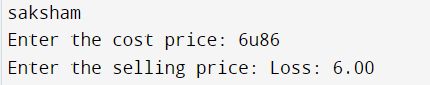 saksham
Enter the cost price: 6u86
Enter the selling price: Loss: 6.00